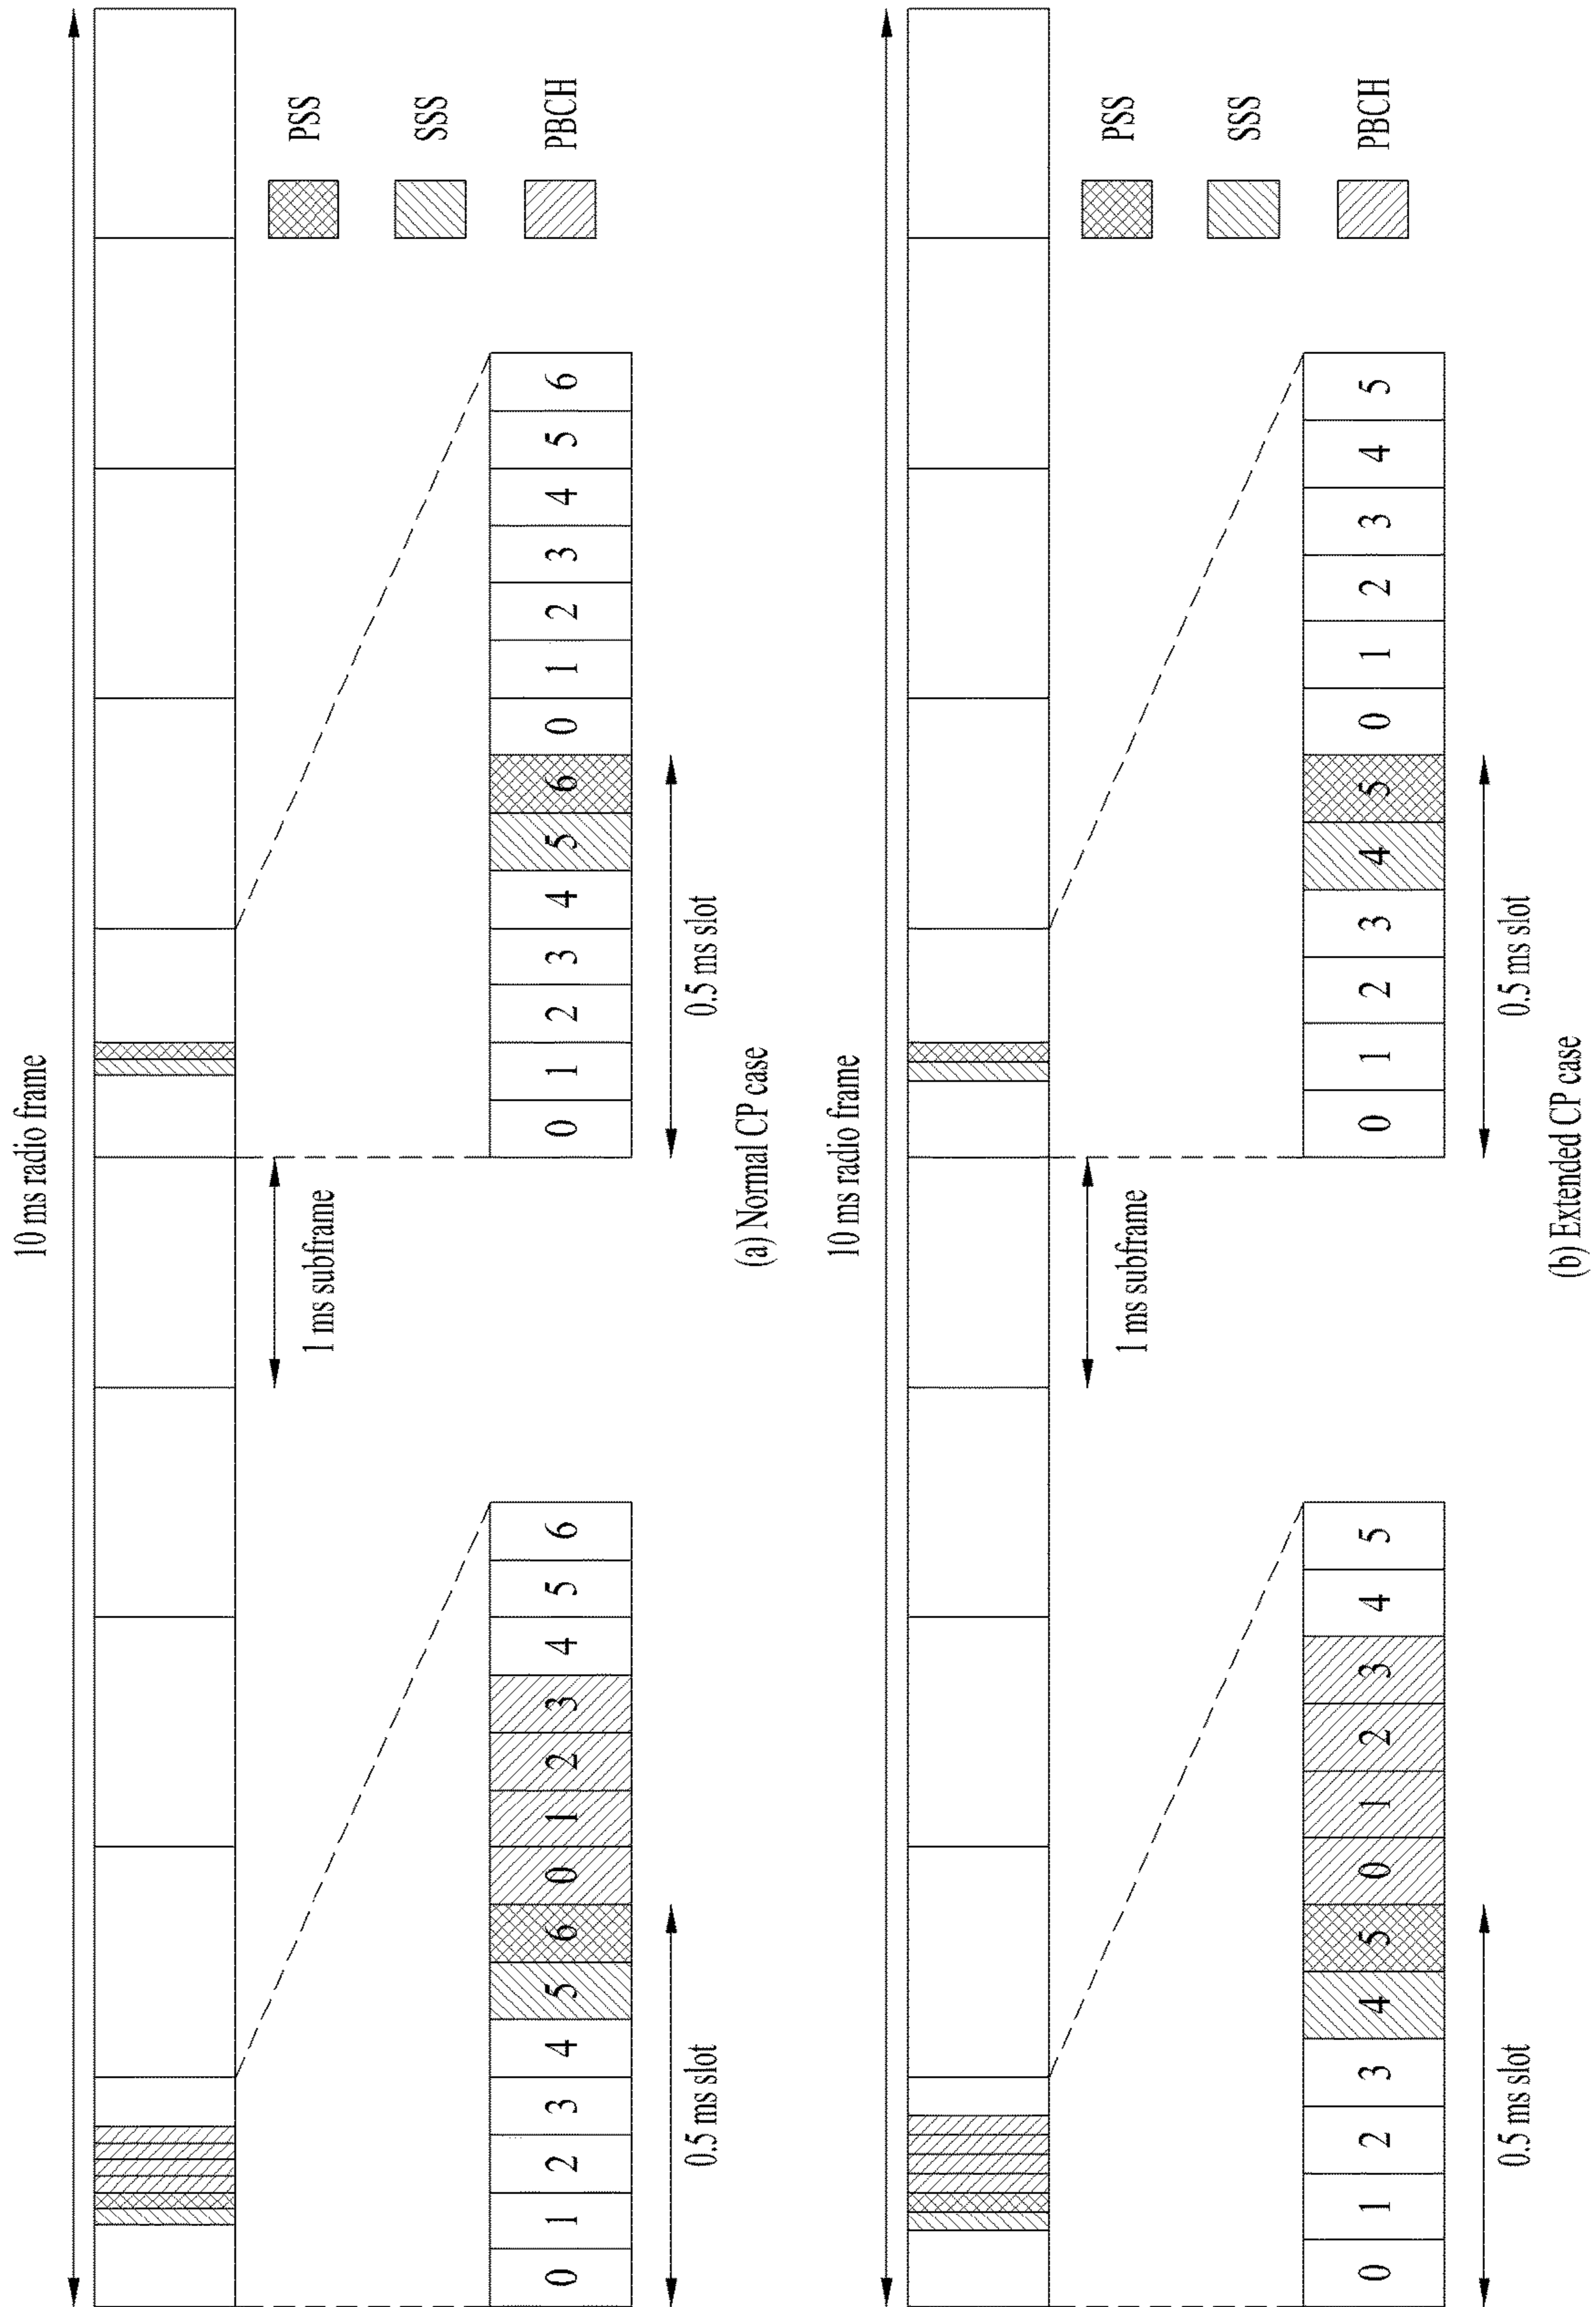 10 ms radio frame
1 ms subframe
PSS
SSS
PBCH
0 1 2 3 4 5 6 0 1 2 3 4 5 6
0 1 2 3 4 5 6 0 1 2 3 4 5 6
0.5 ms slot
0.5 ms slot
(a) Normal CP case
10 ms radio frame
1 ms subframe
PSS
SSS
PBCH
0 1 2 3 4 5 0 1 2 3 4 5
0 1 2 3 4 5 0 1 2 3 4 5
0.5 ms slot
0.5 ms slot
(b) Extended CP case